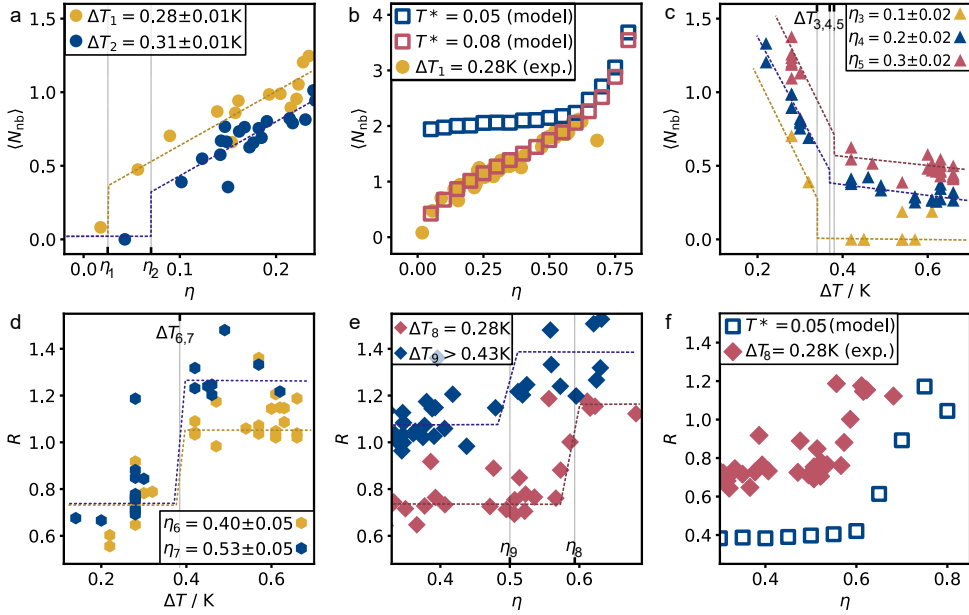 a
ΔT₁ = 0.28±0.01K
ΔT₂ = 0.31±0.01K
⟨N_nb⟩
1.5
1.0
0.5
0.0
0.0 η₁ η₂ 0.1 0.2
η
b
T* = 0.05 (model)
T* = 0.08 (model)
ΔT₁ = 0.28K (exp.)
⟨N_nb⟩
4
3
2
1
0
0.00 0.25 0.50 0.75
η
c
ΔT₃,₄,₅
η₃ = 0.1±0.02
η₄ = 0.2±0.02
η₅ = 0.3±0.02
⟨N_nb⟩
1.5
1.0
0.5
0.0
0.2 0.4 0.6
ΔT / K
d
ΔT₆,₇
η₆ = 0.40±0.05
η₇ = 0.53±0.05
R
1.4
1.2
1.0
0.8
0.6
0.2 0.4 0.6
ΔT / K
e
ΔT₈ = 0.28K
ΔT₉ > 0.43K
R
1.4
1.2
1.0
0.8
0.6
η₉ η₈
0.4 0.5 0.6 0.7
η
f
T* = 0.05 (model)
ΔT₈ = 0.28K (exp.)
R
1.4
1.2
1.0
0.8
0.6
0.4
0.4 0.6 0.8
η